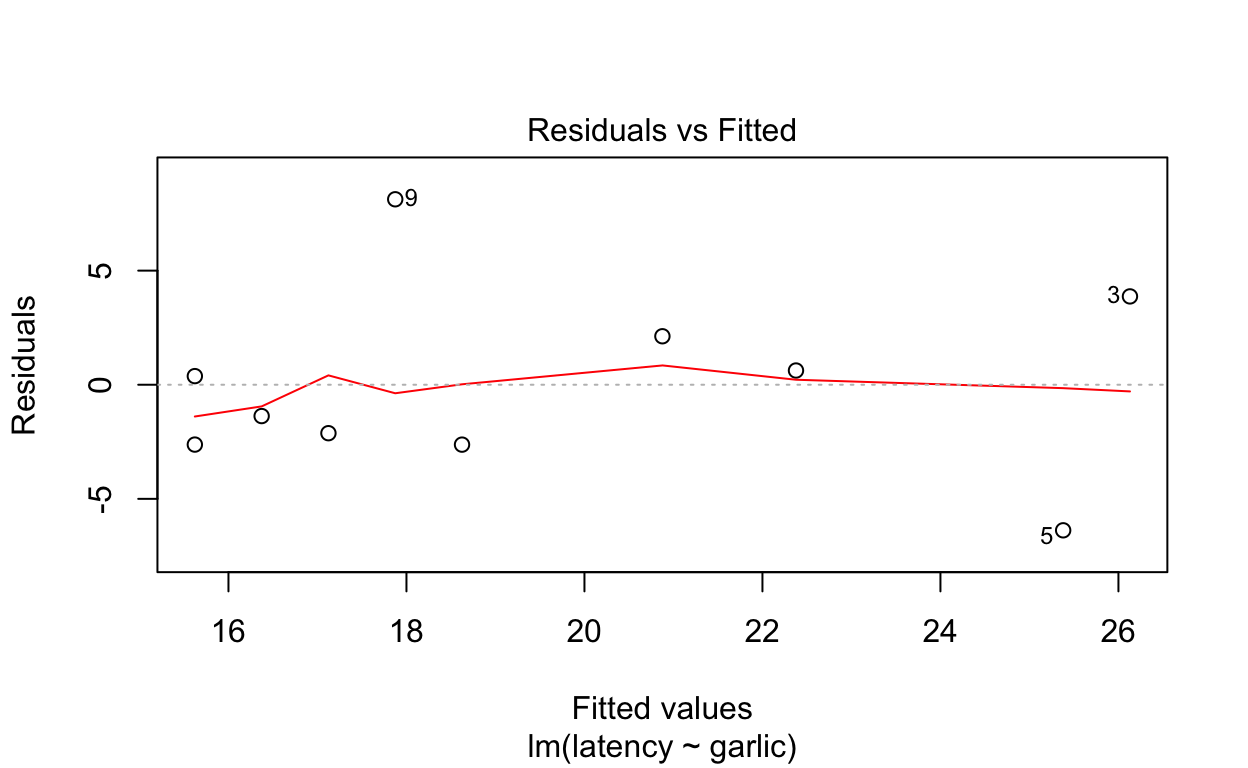 Residuals vs Fitted
9
3
5
5
0
-5
Residuals
16 18 20 22 24 26
Fitted values
lm(latency ~ garlic)